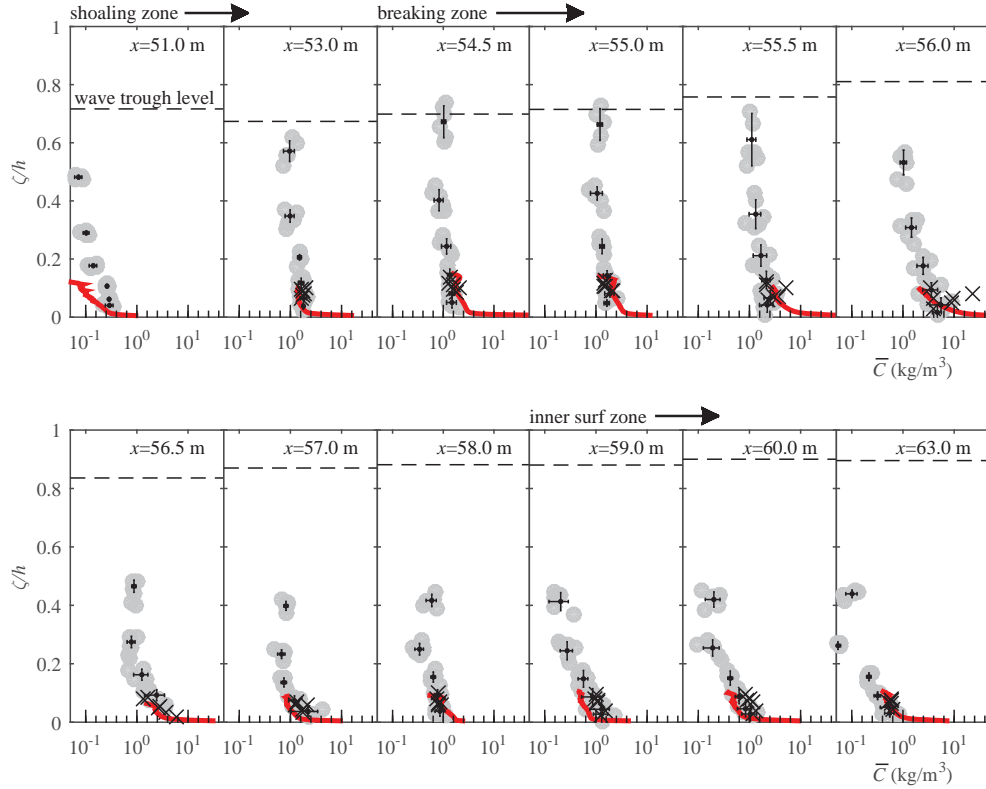 shoaling zone
breaking zone
x=51.0 m
x=53.0 m
x=54.5 m
x=55.0 m
x=55.5 m
x=56.0 m
wave trough level
ζ/h
1
0.8
0.6
0.4
0.2
0
10⁻¹ 10⁰ 10¹ 10⁻¹ 10⁰ 10¹ 10⁻¹ 10⁰ 10¹ 10⁻¹ 10⁰ 10¹ 10⁻¹ 10⁰ 10¹ 10⁻¹ 10⁰ 10¹
C̅ (kg/m³)
inner surf zone
x=56.5 m
x=57.0 m
x=58.0 m
x=59.0 m
x=60.0 m
x=63.0 m
ζ/h
1
0.8
0.6
0.4
0.2
0
10⁻¹ 10⁰ 10¹ 10⁻¹ 10⁰ 10¹ 10⁻¹ 10⁰ 10¹ 10⁻¹ 10⁰ 10¹ 10⁻¹ 10⁰ 10¹ 10⁻¹ 10⁰ 10¹
C̅ (kg/m³)